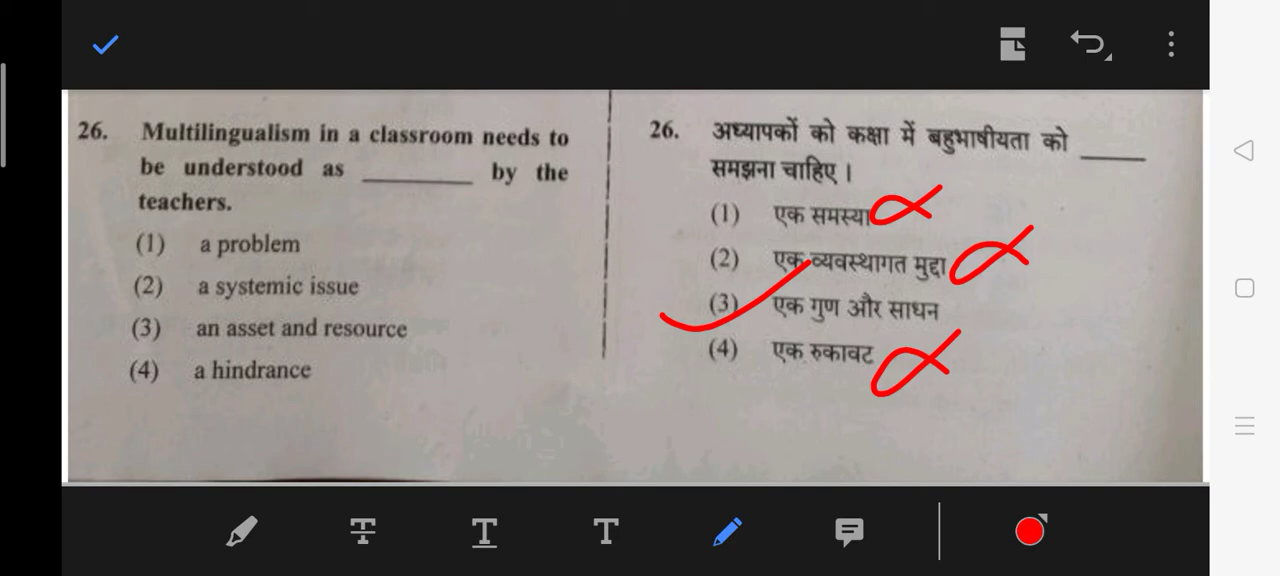 26. Multilingualism in a classroom needs to
be understood as ________ by the
teachers.
(1) a problem
(2) a systemic issue
(3) an asset and resource
(4) a hindrance
26. अध्यापकों को कक्षा में बहुभाषीयता को _____
समझना चाहिए ।
(1) एक समस्या
(2) एक व्यवस्थागत मुद्दा
(3) एक गुण और साधन
(4) एक रुकावट